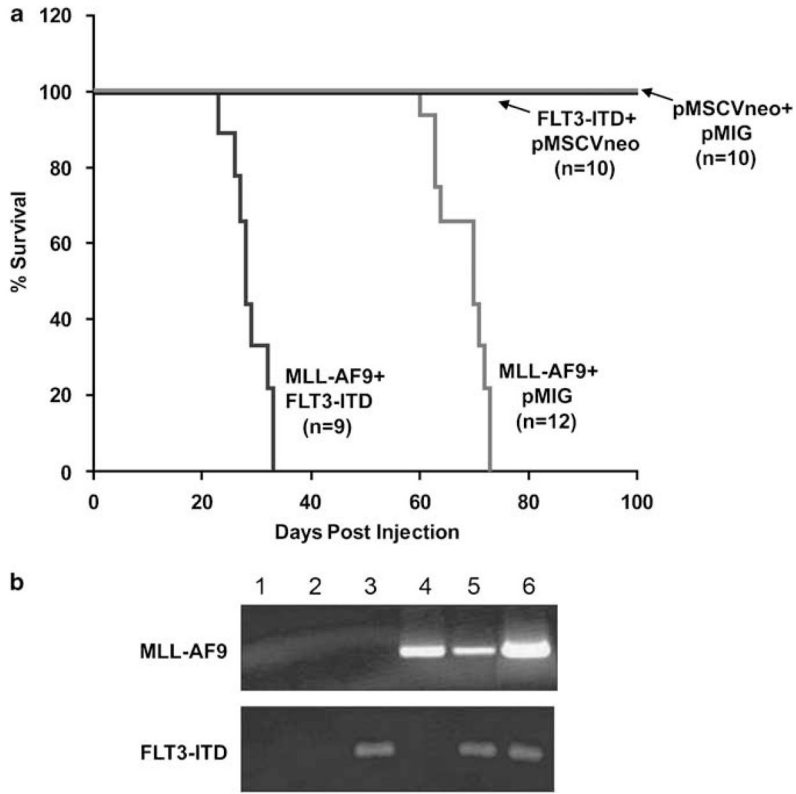 a
120
100
80
60
40
20
0
% Survival
0 20 40 60 80 100
Days Post Injection
FLT3-ITD+
pMSCVneo
(n=10)
pMSCVneo+
pMIG
(n=10)
MLL-AF9+
FLT3-ITD
(n=9)
MLL-AF9+
pMIG
(n=12)
b
1 2 3 4 5 6
MLL-AF9
FLT3-ITD